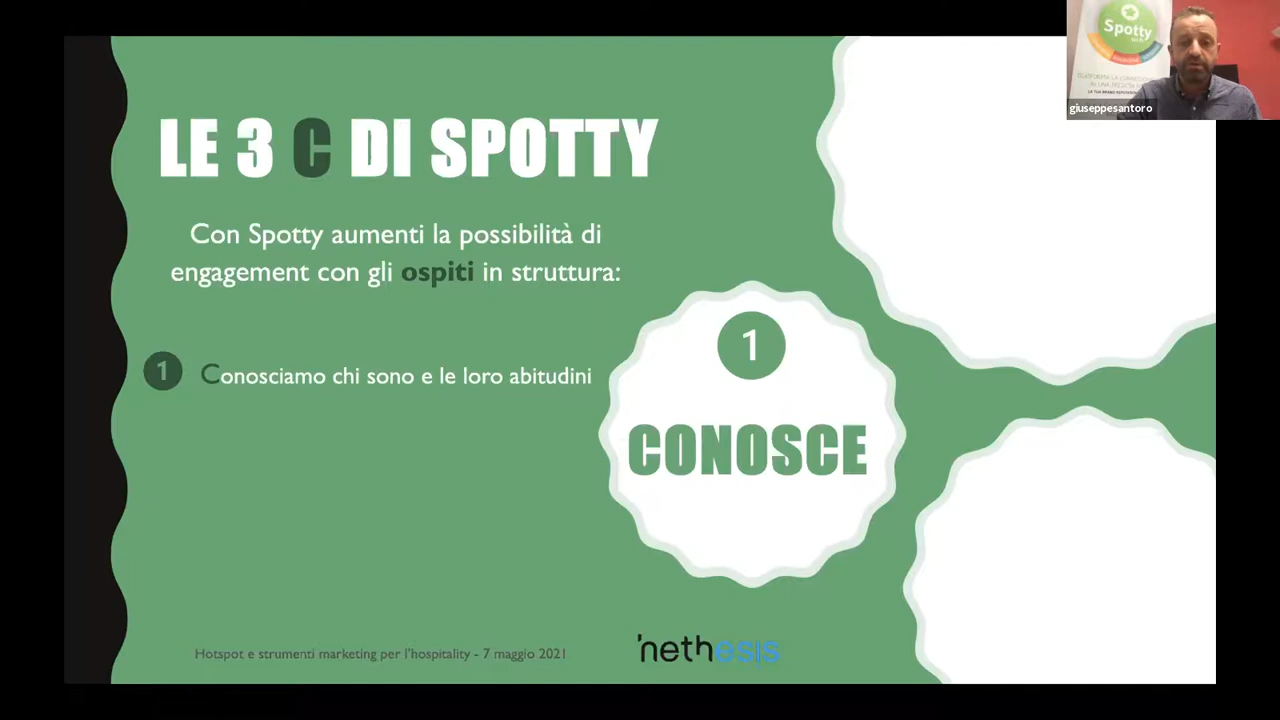 LE 3 C DI SPOTTY
Con Spotty aumenti la possibilità di
engagement con gli ospiti in struttura:
1 Conosciamo chi sono e le loro abitudini
1
CONOSCE
Hotspot e strumenti marketing per l'hospitality - 7 maggio 2021
'nethesis
Spotty
giuseppesantoro